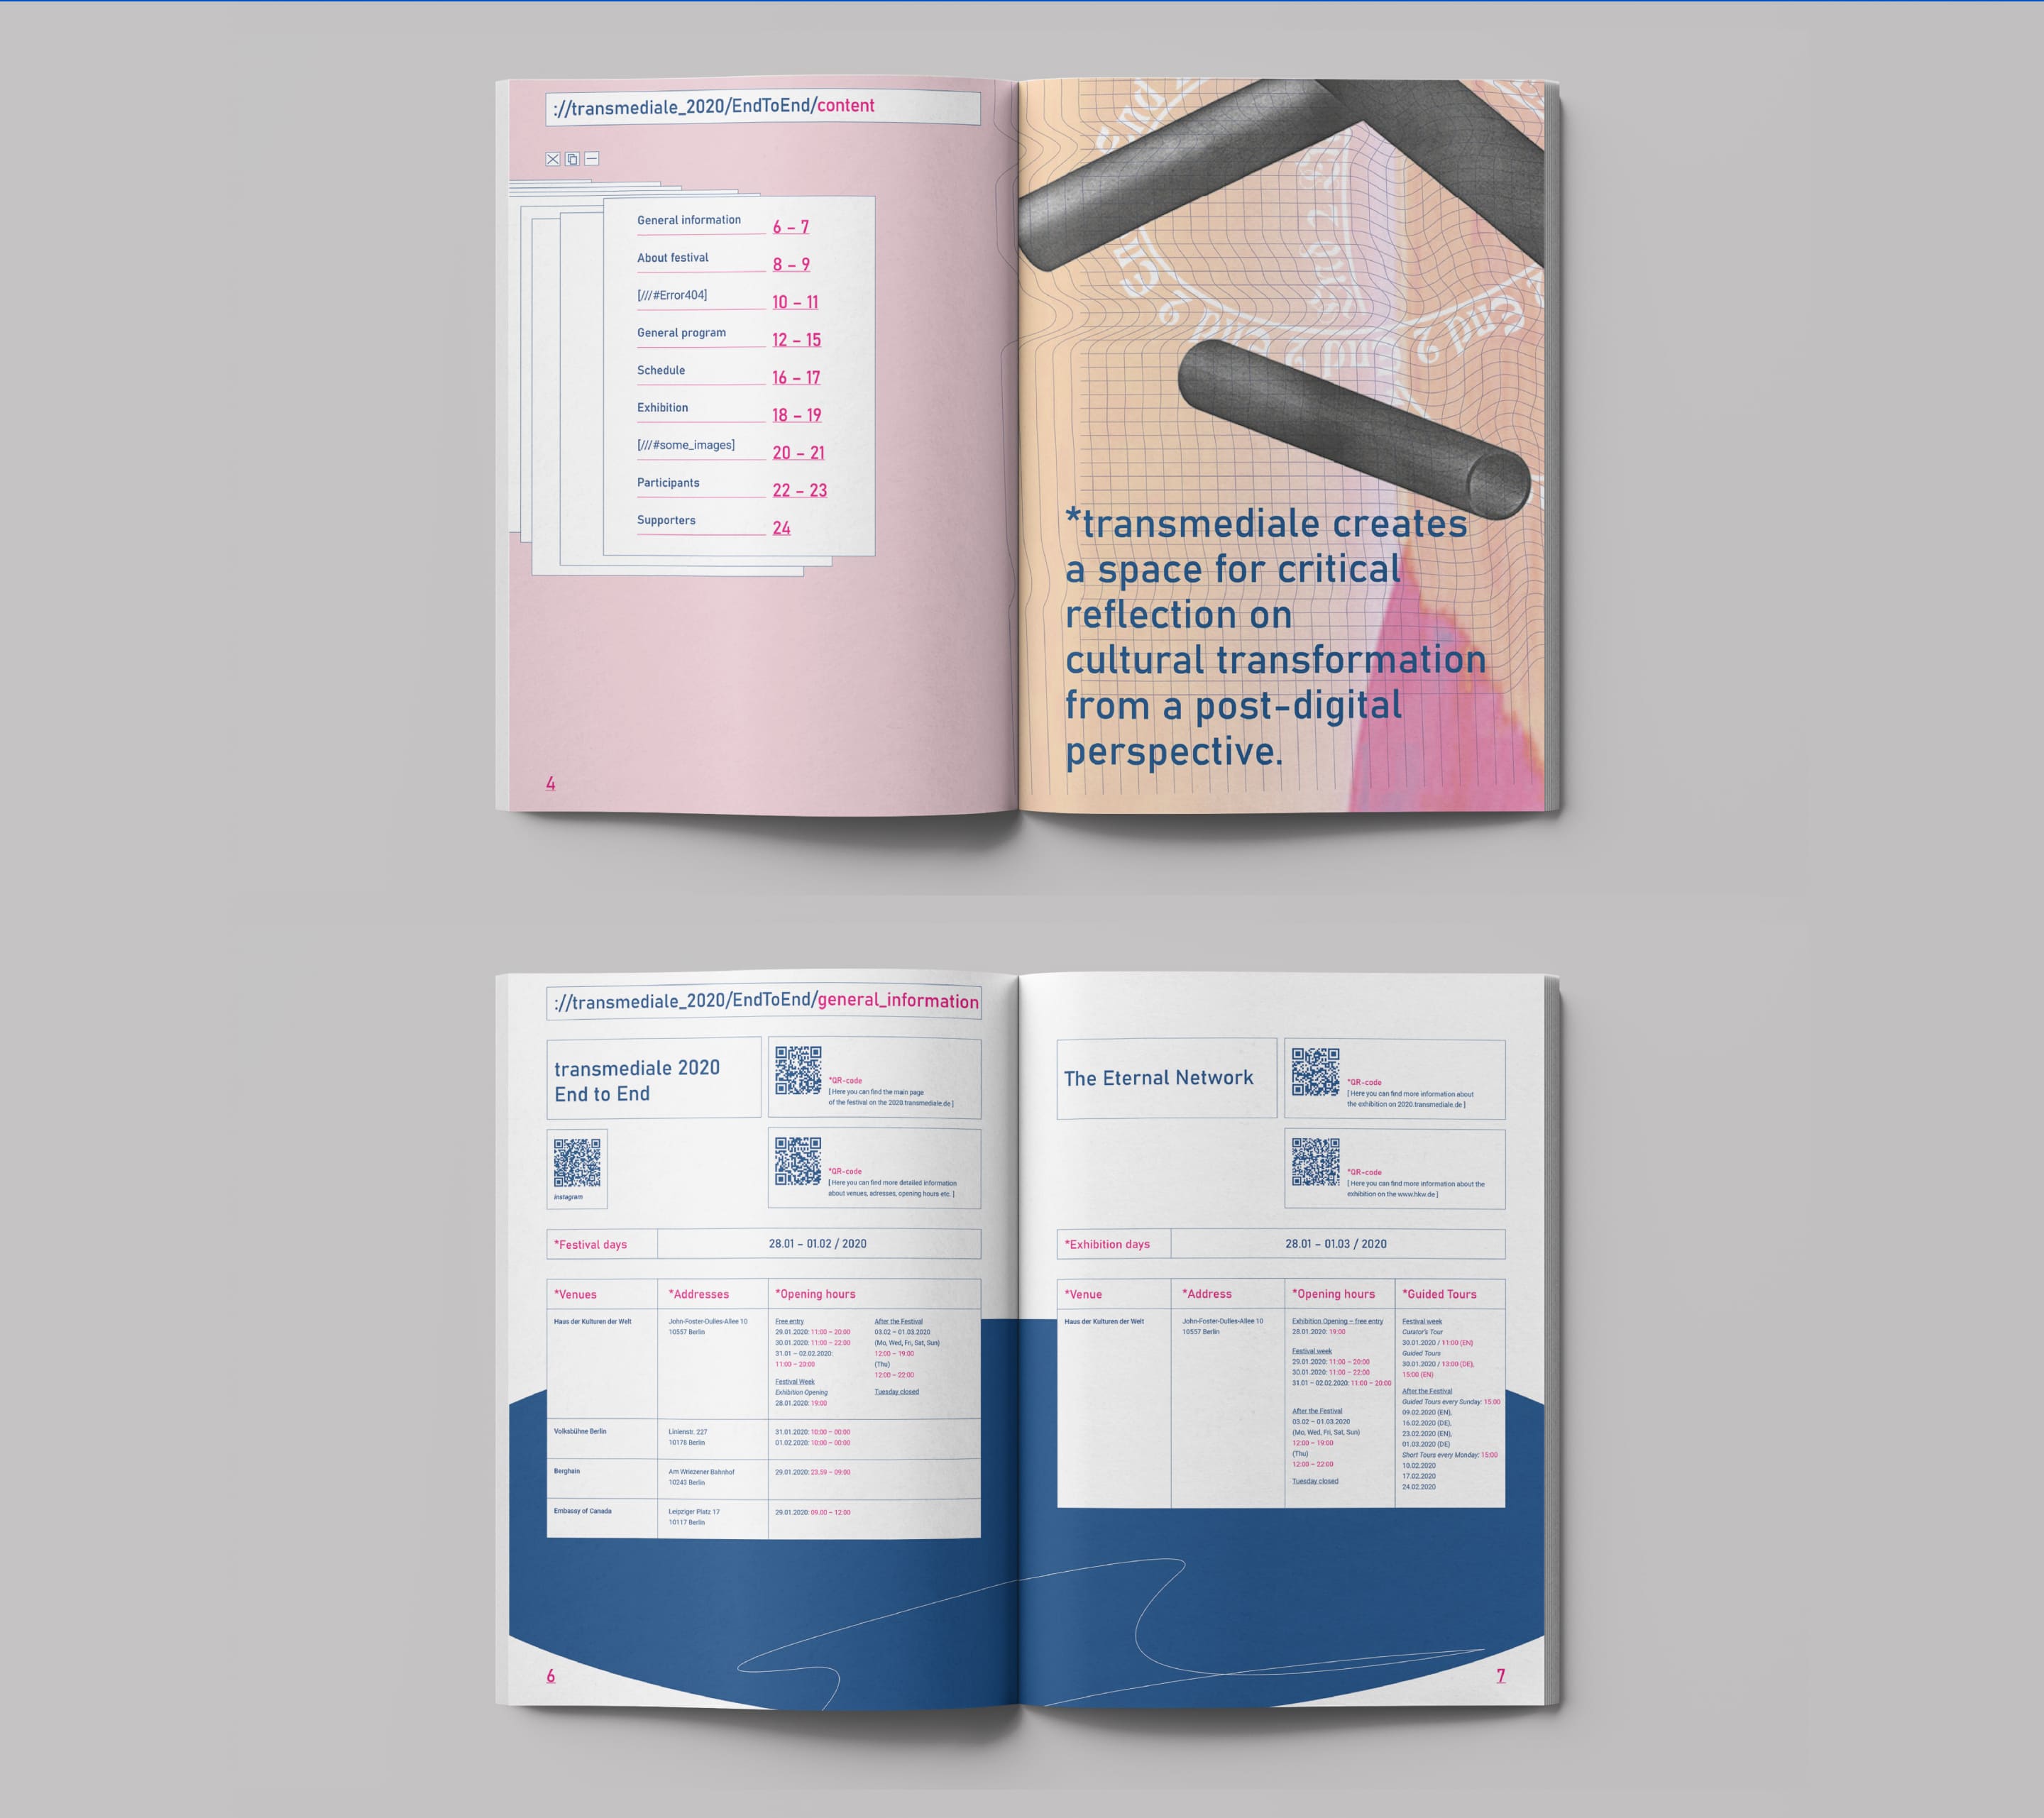 ://transmediale_2020/EndToEnd/content
General information 6 – 7
About festival 8 – 9
[///#Error404] 10 – 11
General program 12 – 15
Schedule 16 – 17
Exhibition 18 – 19
[///#some_images] 20 – 21
Participants 22 – 23
Supporters 24
4
End
End 2 End 2
*transmediale creates
a space for critical
reflection on
cultural transformation
from a post-digital
perspective.
://transmediale_2020/EndToEnd/general_information
transmediale 2020
End to End
*QR-code
[ Here you can find the main page
of the festival on the 2020.transmediale.de ]
instagram
*QR-code
[ Here you can find more detailed information
about venues, adresses, opening hours etc. ]
*Festival days 28.01 – 01.02 / 2020
*Venues *Addresses *Opening hours
Haus der Kulturen der Welt
John-Foster-Dulles-Allee 10
10557 Berlin
Free entry
29.01.2020: 11:00 – 20:00
30.01.2020: 11:00 – 22:00
31.01 – 02.02.2020:
11:00 – 20:00
Festival Week
Exhibition Opening
28.01.2020: 19:00
After the Festival
03.02 – 01.03.2020
(Mo, Wed, Fri, Sat, Sun)
12:00 – 19:00
(Thu)
12:00 – 22:00
Tuesday closed
Volksbühne Berlin
Linienstr. 227
10178 Berlin
31.01.2020: 10:00 – 00:00
01.02.2020: 10:00 – 00:00
Berghain
Am Wriezener Bahnhof
10243 Berlin
29.01.2020: 23.59 – 09:00
Embassy of Canada
Leipziger Platz 17
10117 Berlin
29.01.2020: 09.00 – 12:00
6
The Eternal Network
*QR-code
[ Here you can find more information about
the exhibition on 2020.transmediale.de ]
*QR-code
[ Here you can find more information about the
exhibition on the www.hkw.de ]
*Exhibition days 28.01 – 01.03 / 2020
*Venue *Address *Opening hours *Guided Tours
Haus der Kulturen der Welt
John-Foster-Dulles-Allee 10
10557 Berlin
Exhibition Opening – free entry
28.01.2020: 19:00
Festival week
29.01.2020: 11:00 – 20:00
30.01.2020: 11:00 – 22:00
31.01 – 02.02.2020: 11:00 – 20:00
After the Festival
03.02 – 01.03.2020
(Mo, Wed, Fri, Sat, Sun)
12:00 – 19:00
(Thu)
12:00 – 22:00
Tuesday closed
Festival week
Curator's Tour
30.01.2020 / 11:00 (EN)
Guided Tours
30.01.2020 / 13:00 (DE),
15:00 (EN)
After the Festival
Guided Tours every Sunday: 15:00
09.02.2020 (EN),
16.02.2020 (DE),
23.02.2020 (EN),
01.03.2020 (DE)
Short Tours every Monday: 15:00
10.02.2020
17.02.2020
24.02.2020
7